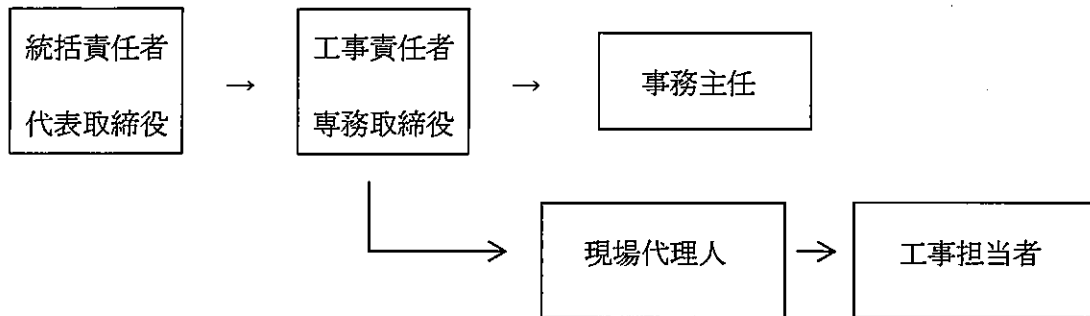 統括責任者
代表取締役
→
工事責任者
専務取締役
→
事務主任
現場代理人
工事担当者